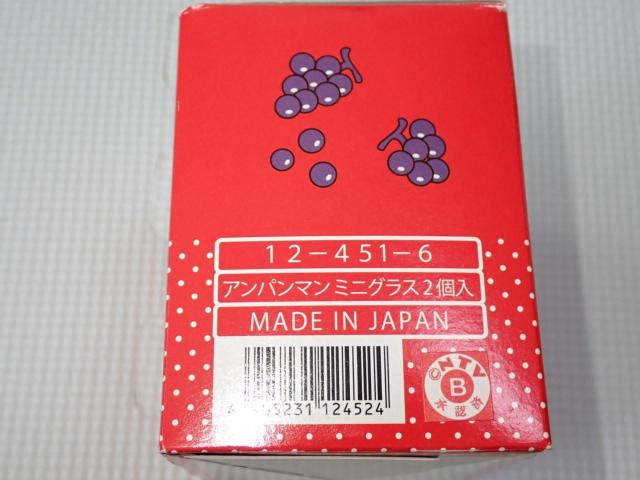 12-451-6
アンパンマンミニグラス2個入
MADE IN JAPAN
231 124524
©NTV
B
承認済